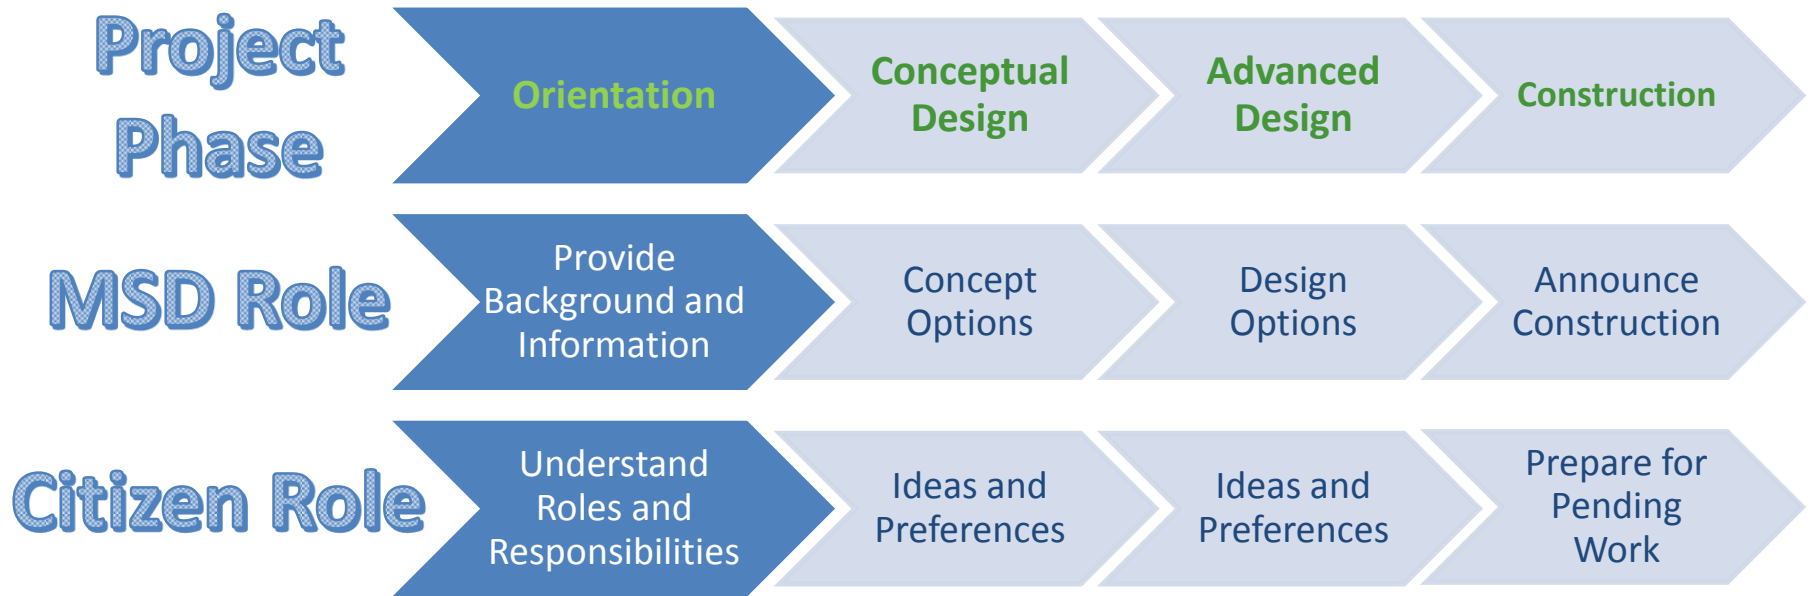 Project
Phase
Orientation
Conceptual
Design
Advanced
Design
Construction
MSD Role
Provide
Background and
Information
Concept
Options
Design
Options
Announce
Construction
Citizen Role
Understand
Roles and
Responsibilities
Ideas and
Preferences
Ideas and
Preferences
Prepare for
Pending
Work